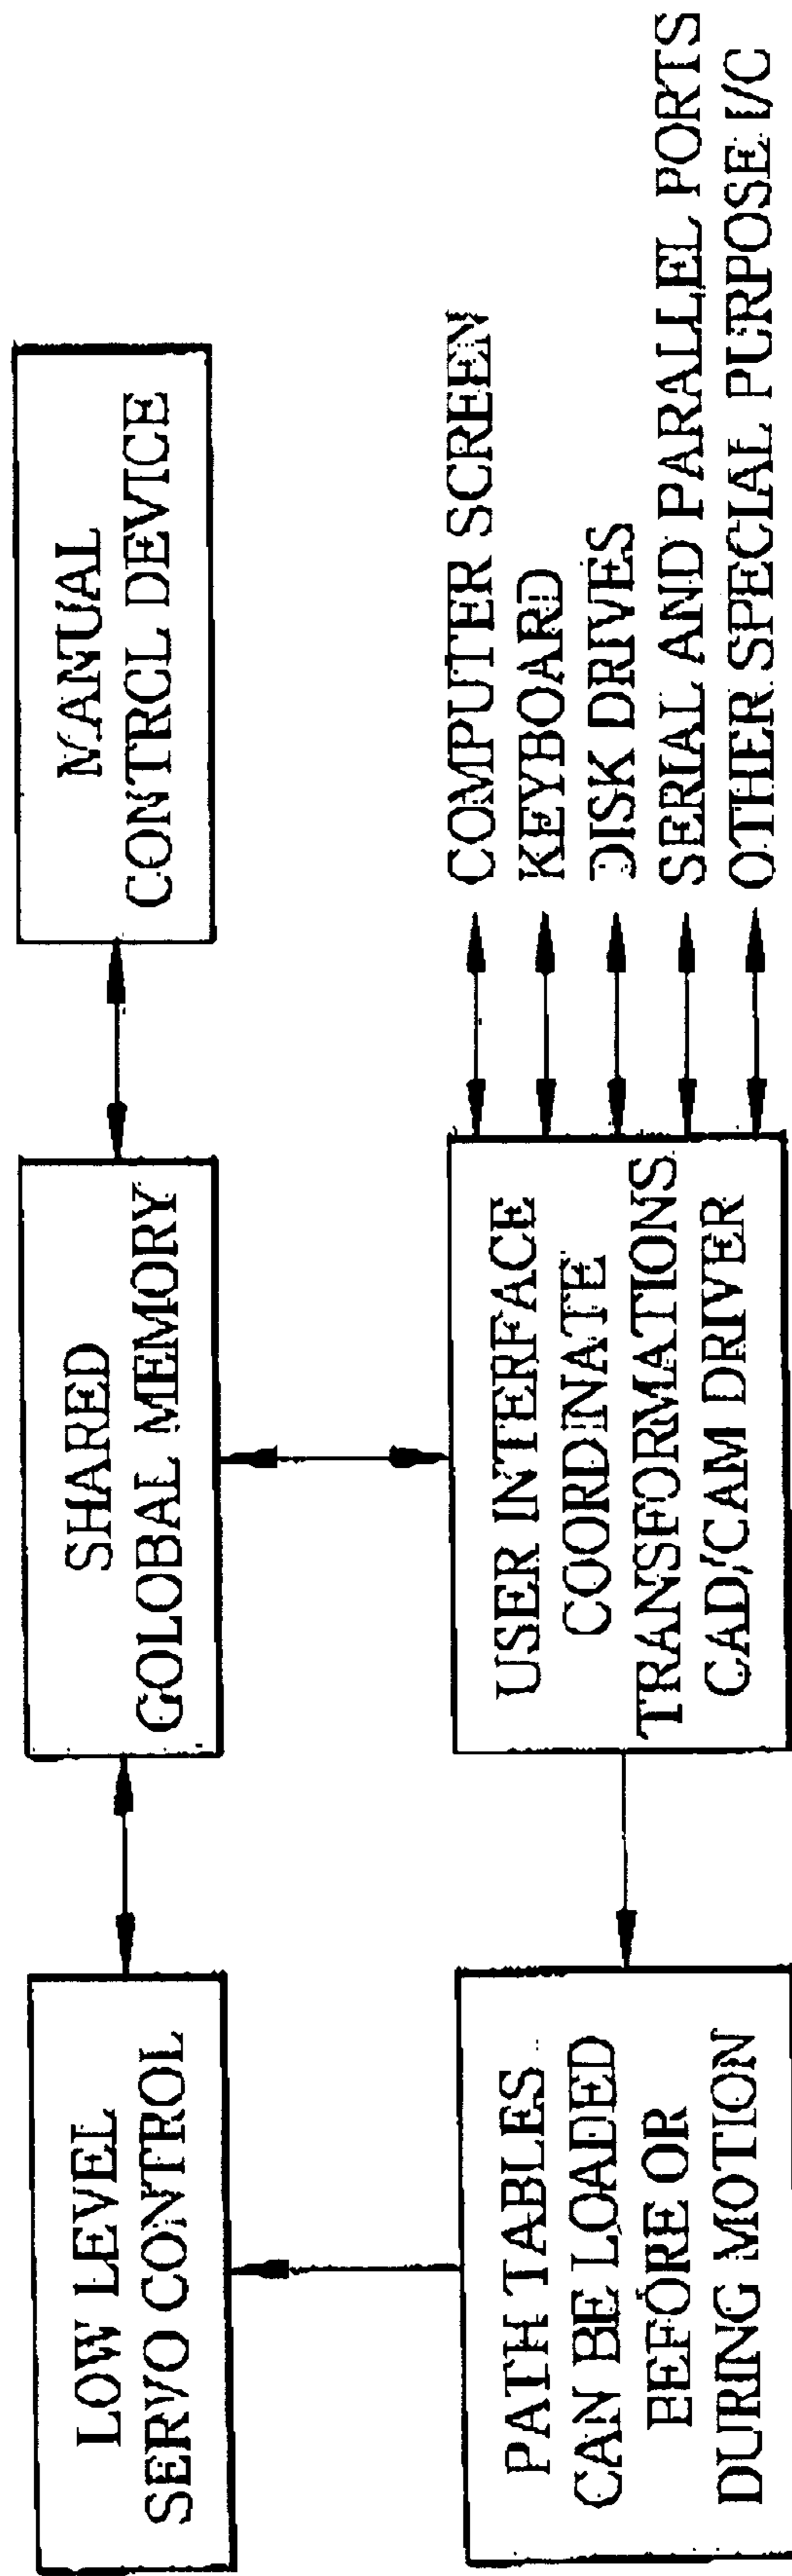 LOW LEVEL
SERVO CONTROL
SHARED
GOLOBAL MEMORY
MANUAL
CONTROL DEVICE
PATH TABLES
CAN BE LOADED
BEFORE OR
DURING MOTION
USER INTERFACE
COORDINATE
TRANSFORMATIONS
CAD/CAM DRIVER
COMPUTER SCREEN
KEYBOARD
DISK DRIVES
SERIAL AND PARALLEL PORTS
OTHER SPECIAL PURPOSE I/C